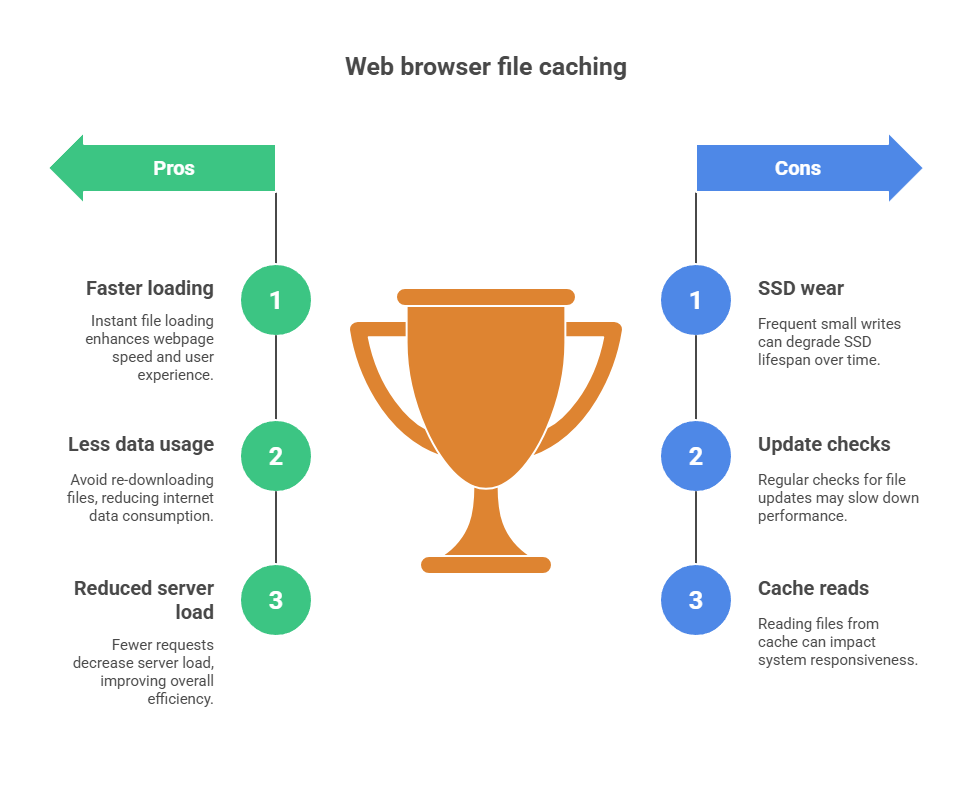 Web browser file caching
Pros
1
Faster loading
Instant file loading
enhances webpage
speed and user
experience.
2
Less data usage
Avoid re-downloading
files, reducing internet
data consumption.
3
Reduced server
load
Fewer requests
decrease server load,
improving overall
efficiency.
Cons
1
SSD wear
Frequent small writes
can degrade SSD
lifespan over time.
2
Update checks
Regular checks for file
updates may slow down
performance.
3
Cache reads
Reading files from
cache can impact
system responsiveness.